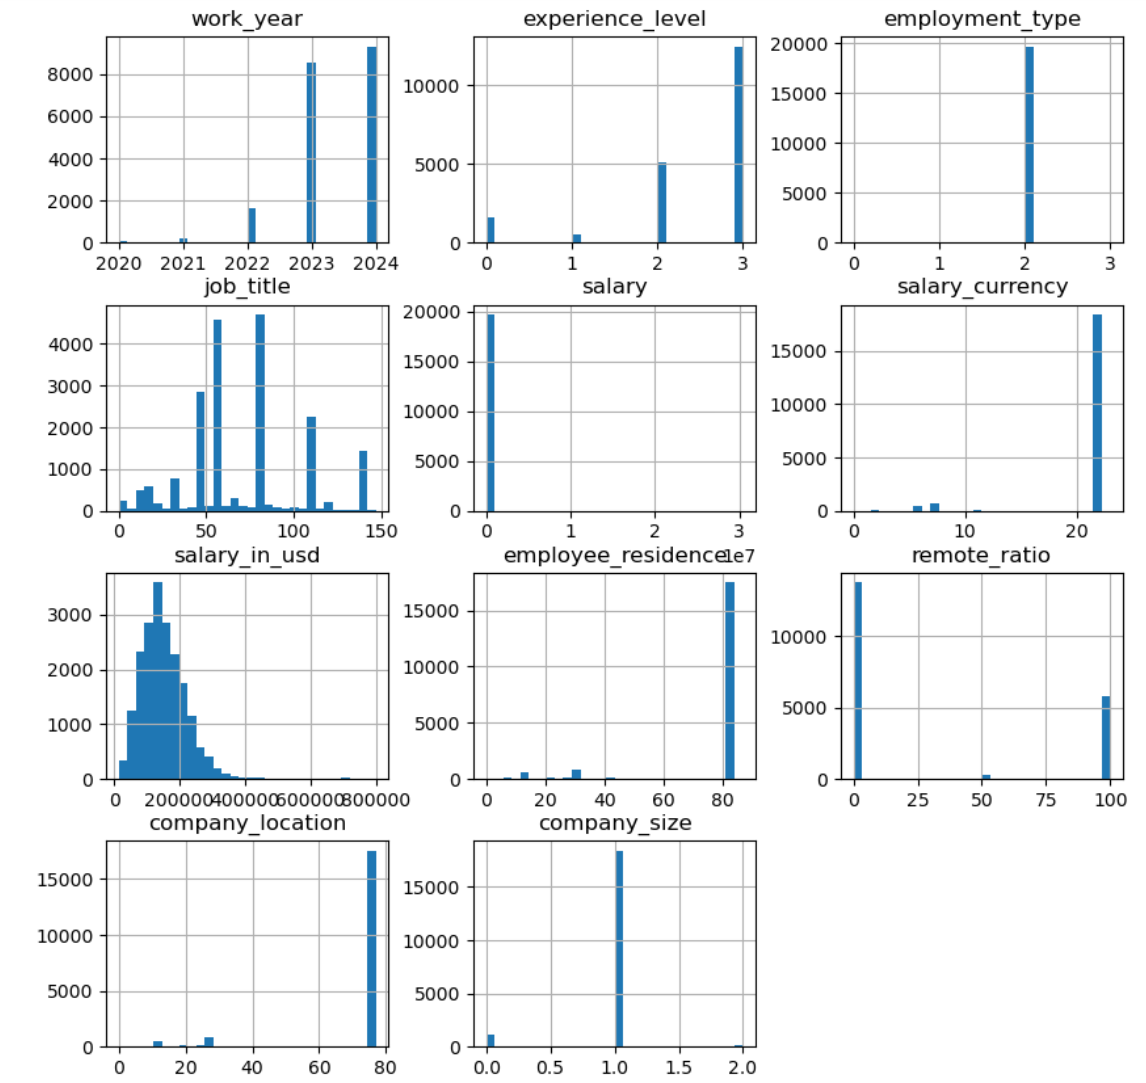 work_year
experience_level
employment_type
8000
6000
4000
2000
0
2020 2021 2022 2023 2024
10000
5000
0
0 1 2 3
20000
15000
10000
5000
0
0 1 2 3
job_title
salary
salary_currency
4000
3000
2000
1000
0
0 50 100 150
20000
15000
10000
5000
0
0 1 2 3
1e7
15000
10000
5000
0
0 10 20
salary_in_usd
employee_residence
remote_ratio
3000
2000
1000
0
0 200000 400000 600000 800000
15000
10000
5000
0
0 20 40 60 80
10000
5000
0
0 25 50 75 100
company_location
company_size
15000
10000
5000
0
0 20 40 60 80
15000
10000
5000
0
0.0 0.5 1.0 1.5 2.0